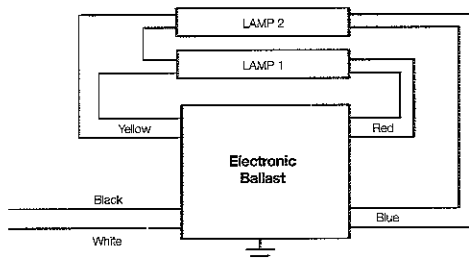 LAMP 2
LAMP 1
Yellow
Red
Electronic
Ballast
Black
Blue
White